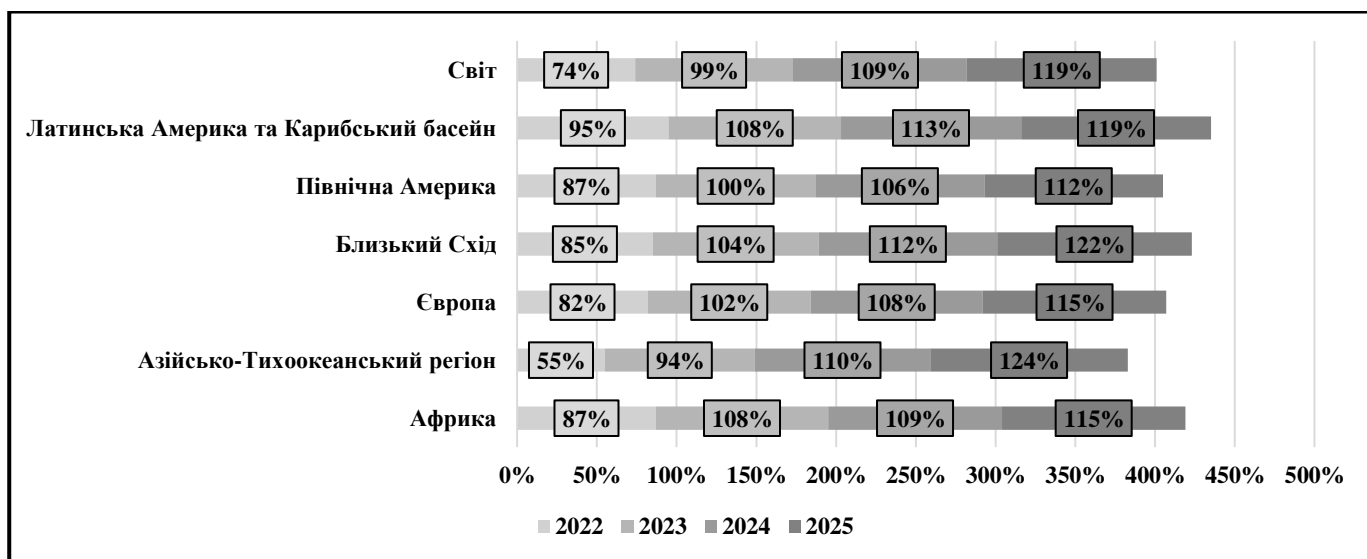 Світ 74% 99% 109% 119%
Латинська Америка та Карибський басейн 95% 108% 113% 119%
Північна Америка 87% 100% 106% 112%
Близький Схід 85% 104% 112% 122%
Європа 82% 102% 108% 115%
Азійсько-Тихоокеанський регіон 55% 94% 110% 124%
Африка 87% 108% 109% 115%
0% 50% 100% 150% 200% 250% 300% 350% 400% 450% 500%
2022 2023 2024 2025